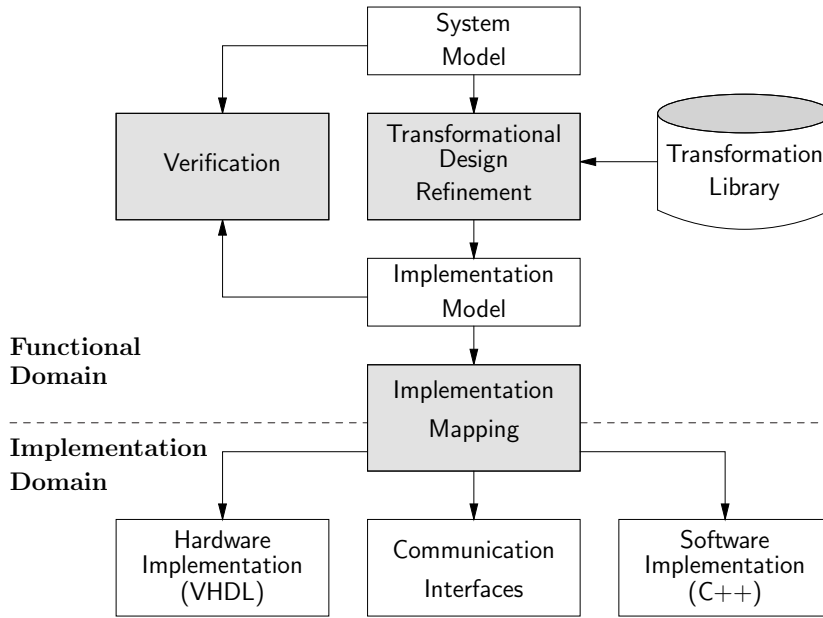 System
Model
Verification
Transformational
Design
Refinement
Transformation
Library
Implementation
Model
Functional
Domain
Implementation
Mapping
Implementation
Domain
Hardware
Implementation
(VHDL)
Communication
Interfaces
Software
Implementation
(C++)